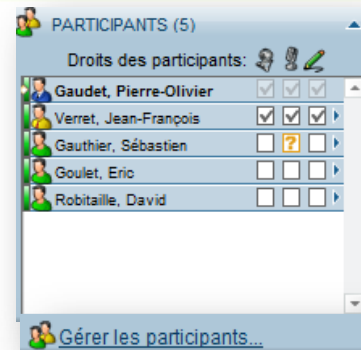 PARTICIPANTS (5)
Droits des participants:
Gaudet, Pierre-Olivier
Verret, Jean-François
Gauthier, Sébastien ?
Goulet, Eric
Robitaille, David
Gérer les participants...